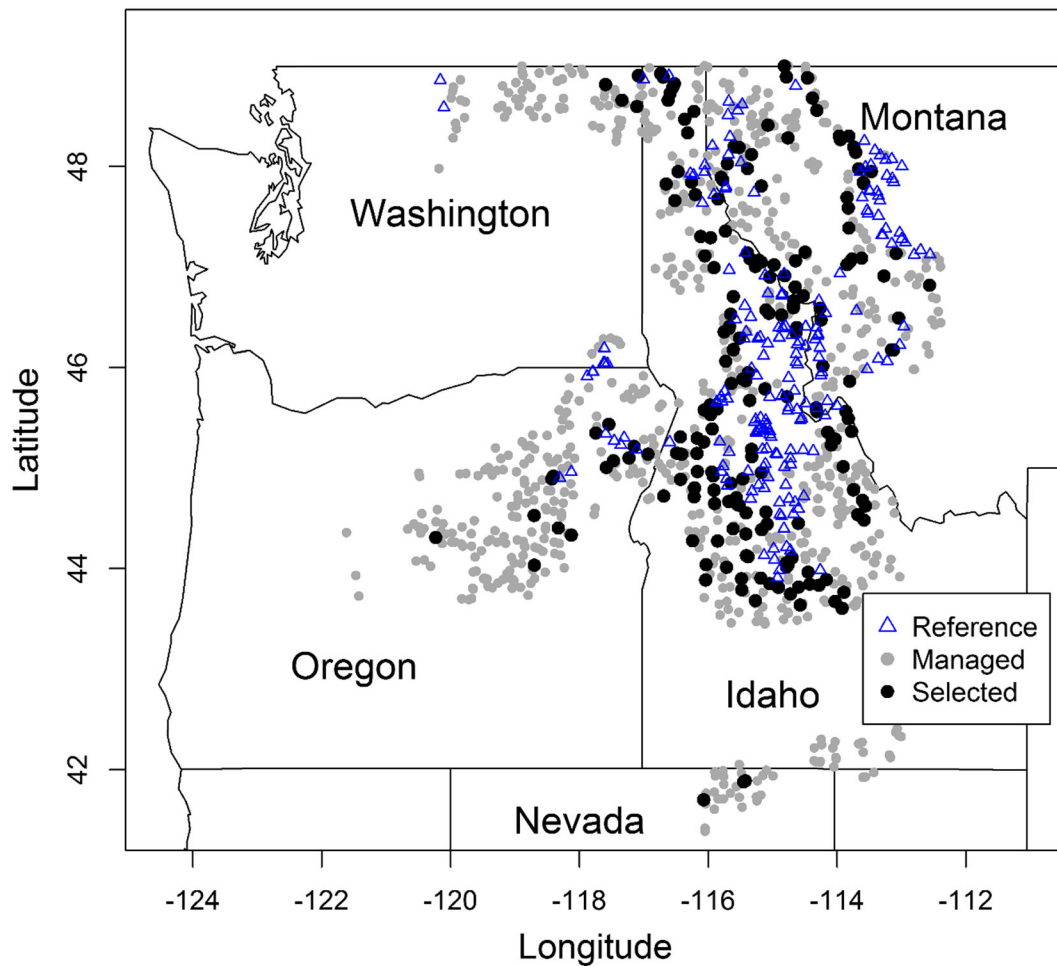 Montana
Washington
Oregon
Idaho
Nevada
Reference
Managed
Selected
Latitude
48
46
44
42
-124
-122
-120
-118
-116
-114
-112
Longitude